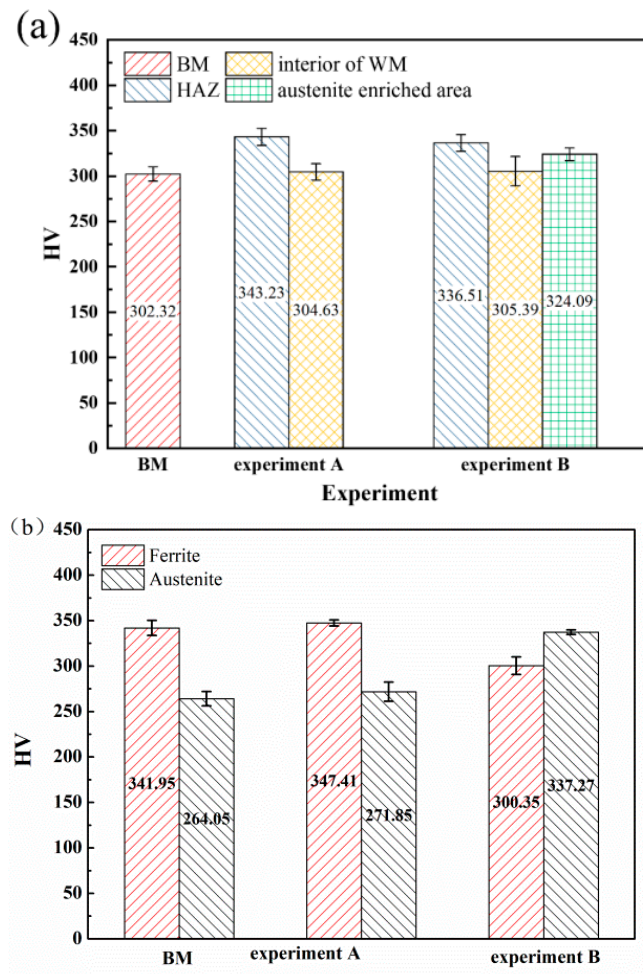 (a)
450
400
350
300
250
200
150
100
50
0
HV
BM
interior of WM
HAZ
austenite enriched area
302.32
343.23
304.63
336.51
305.39
324.09
BM
experiment A
experiment B
Experiment
(b)
450
400
350
300
250
200
150
100
50
0
HV
Ferrite
Austenite
341.95
264.05
347.41
271.85
300.35
337.27
BM
experiment A
experiment B